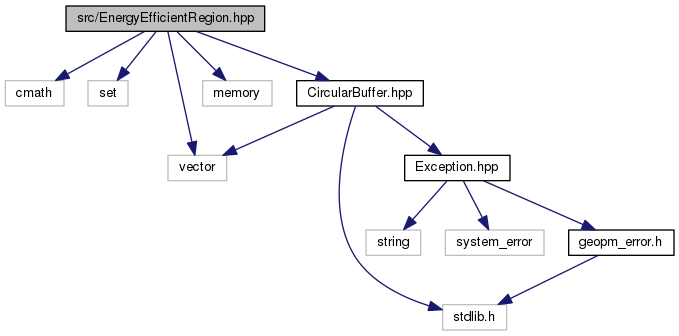 src/EnergyEfficientRegion.hpp
cmath
set
memory
CircularBuffer.hpp
vector
Exception.hpp
string
system_error
geopm_error.h
stdlib.h